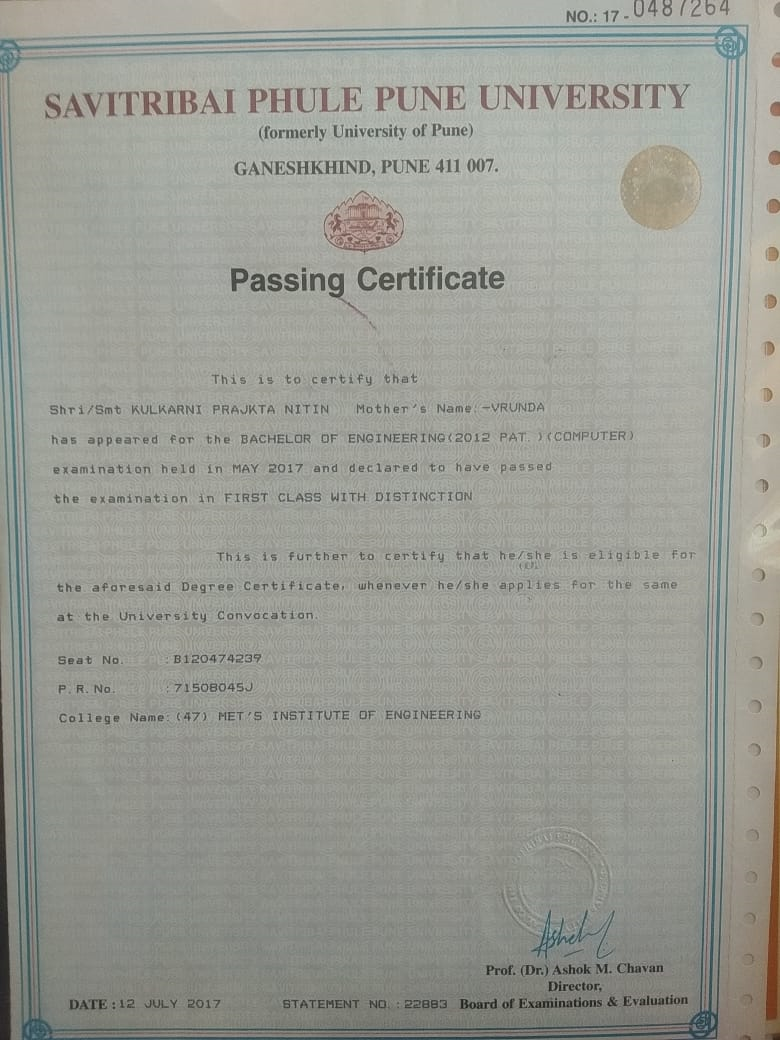 NO.: 17 - 0487264
SAVITRIBAI PHULE PUNE UNIVERSITY
(formerly University of Pune)
GANESHKHIND, PUNE 411 007.
Passing Certificate
This is to certify that
Shri/Smt KULKARNI PRAJKTA NITIN Mother's Name:-VRUNDA
has appeared for the BACHELOR OF ENGINEERING(2012 PAT.)(COMPUTER)
examination held in MAY 2017 and declared to have passed
the examination in FIRST CLASS WITH DISTINCTION
This is further to certify that he/she is eligible for
the aforesaid Degree Certificate, whenever he/she applies for the same
at the University Convocation.
Seat No. :B120474239
P.R.No. :71508045J
College Name:(47) MET'S INSTITUTE OF ENGINEERING
Prof. (Dr.) Ashok M. Chavan
Director,
DATE : 12 JULY 2017 STATEMENT NO. : 22883 Board of Examinations & Evaluation